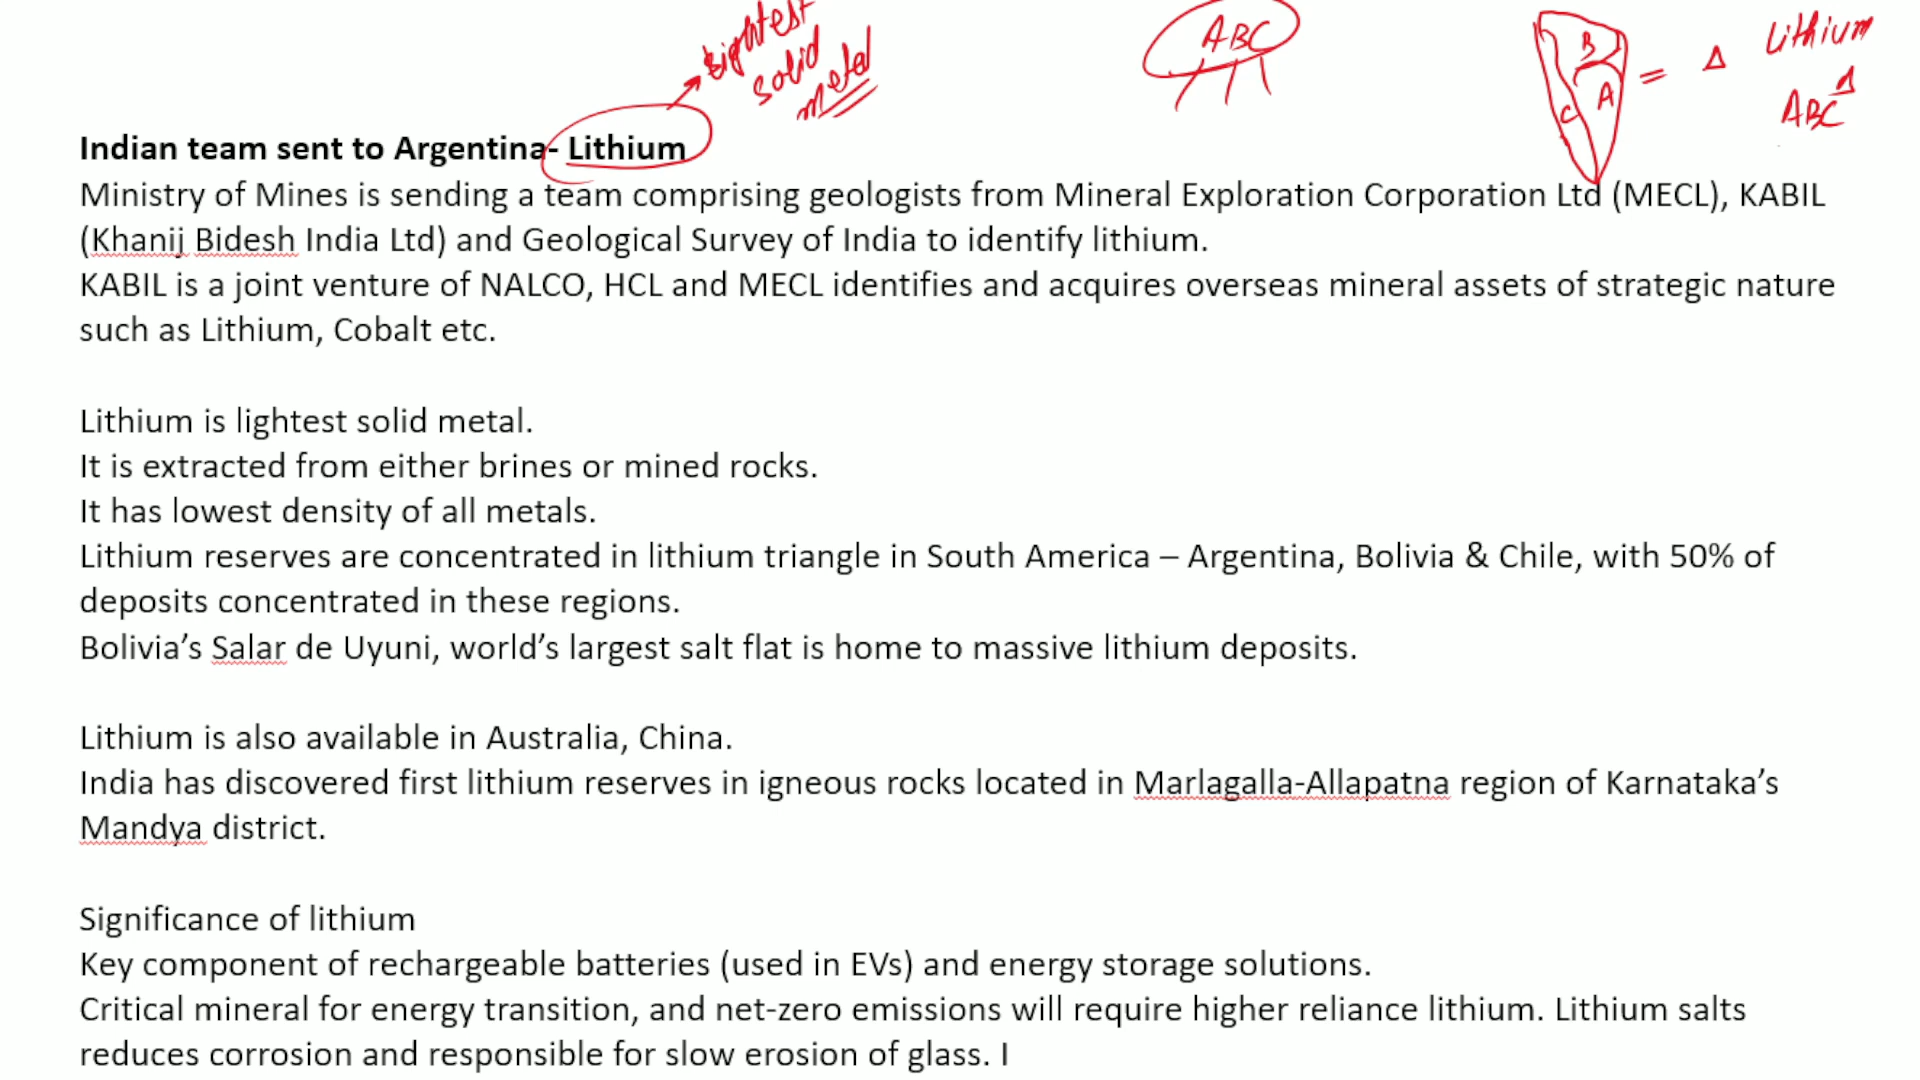 Lightest
solid
metal
ABC
B
A
C
= Δ Lithium
ABC Δ
Indian team sent to Argentina- Lithium
Ministry of Mines is sending a team comprising geologists from Mineral Exploration Corporation Ltd (MECL), KABIL
(Khanij Bidesh India Ltd) and Geological Survey of India to identify lithium.
KABIL is a joint venture of NALCO, HCL and MECL identifies and acquires overseas mineral assets of strategic nature
such as Lithium, Cobalt etc.
Lithium is lightest solid metal.
It is extracted from either brines or mined rocks.
It has lowest density of all metals.
Lithium reserves are concentrated in lithium triangle in South America – Argentina, Bolivia & Chile, with 50% of
deposits concentrated in these regions.
Bolivia’s Salar de Uyuni, world’s largest salt flat is home to massive lithium deposits.
Lithium is also available in Australia, China.
India has discovered first lithium reserves in igneous rocks located in Marlagalla-Allapatna region of Karnataka’s
Mandya district.
Significance of lithium
Key component of rechargeable batteries (used in EVs) and energy storage solutions.
Critical mineral for energy transition, and net-zero emissions will require higher reliance lithium. Lithium salts
reduces corrosion and responsible for slow erosion of glass. I